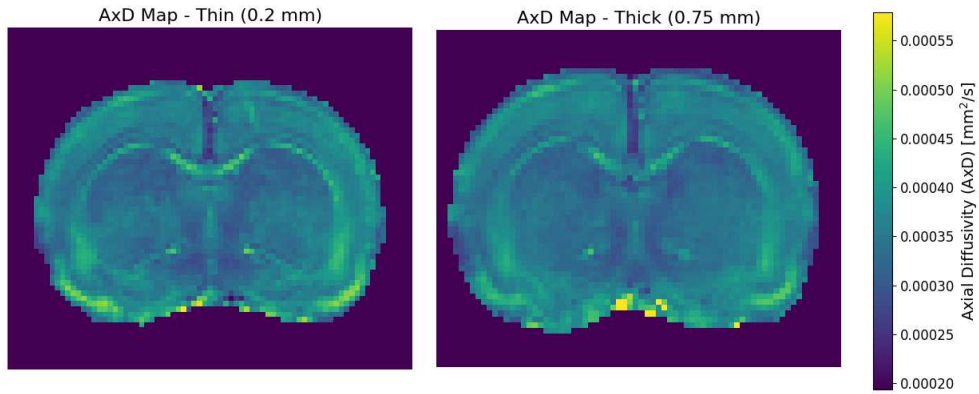 AxD Map - Thin (0.2 mm)
AxD Map - Thick (0.75 mm)
0.00055
0.00050
0.00045
0.00040
0.00035
0.00030
0.00025
0.00020
Axial Diffusivity (AxD) [mm²/s]